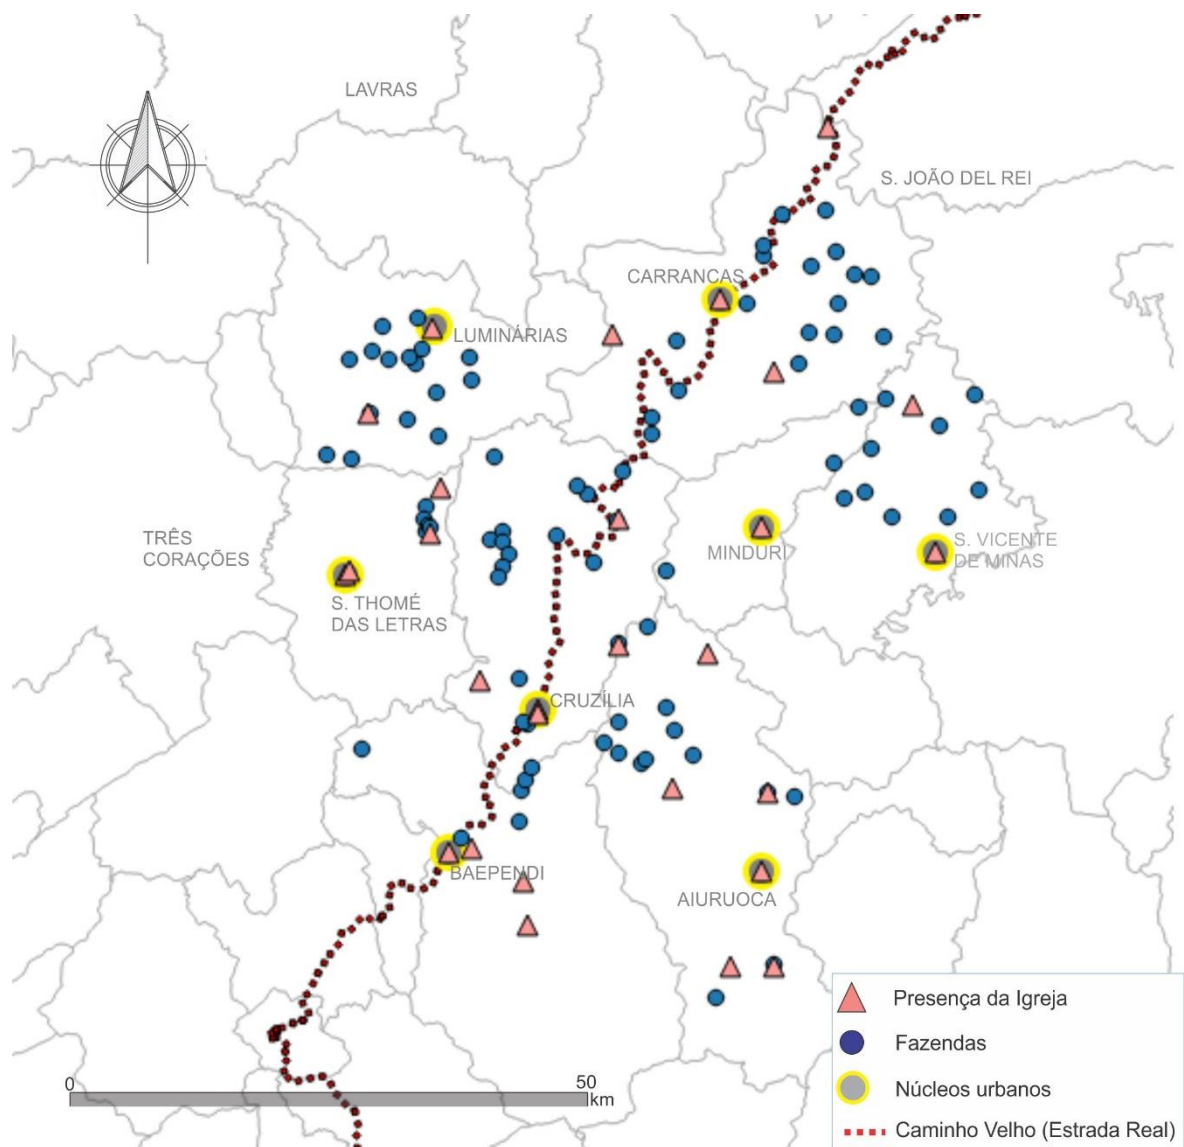 LAVRAS
S. JOÃO DEL REI
CARRANCAS
LUMINÁRIAS
TRÊS
CORAÇÕES
MINDURI
S. VICENTE
DE MINAS
S. THOMÉ
DAS LETRAS
CRUZÍLIA
BAEPENDI
AIURUOCA
Presença da Igreja
Fazendas
Núcleos urbanos
Caminho Velho (Estrada Real)
0
50
km